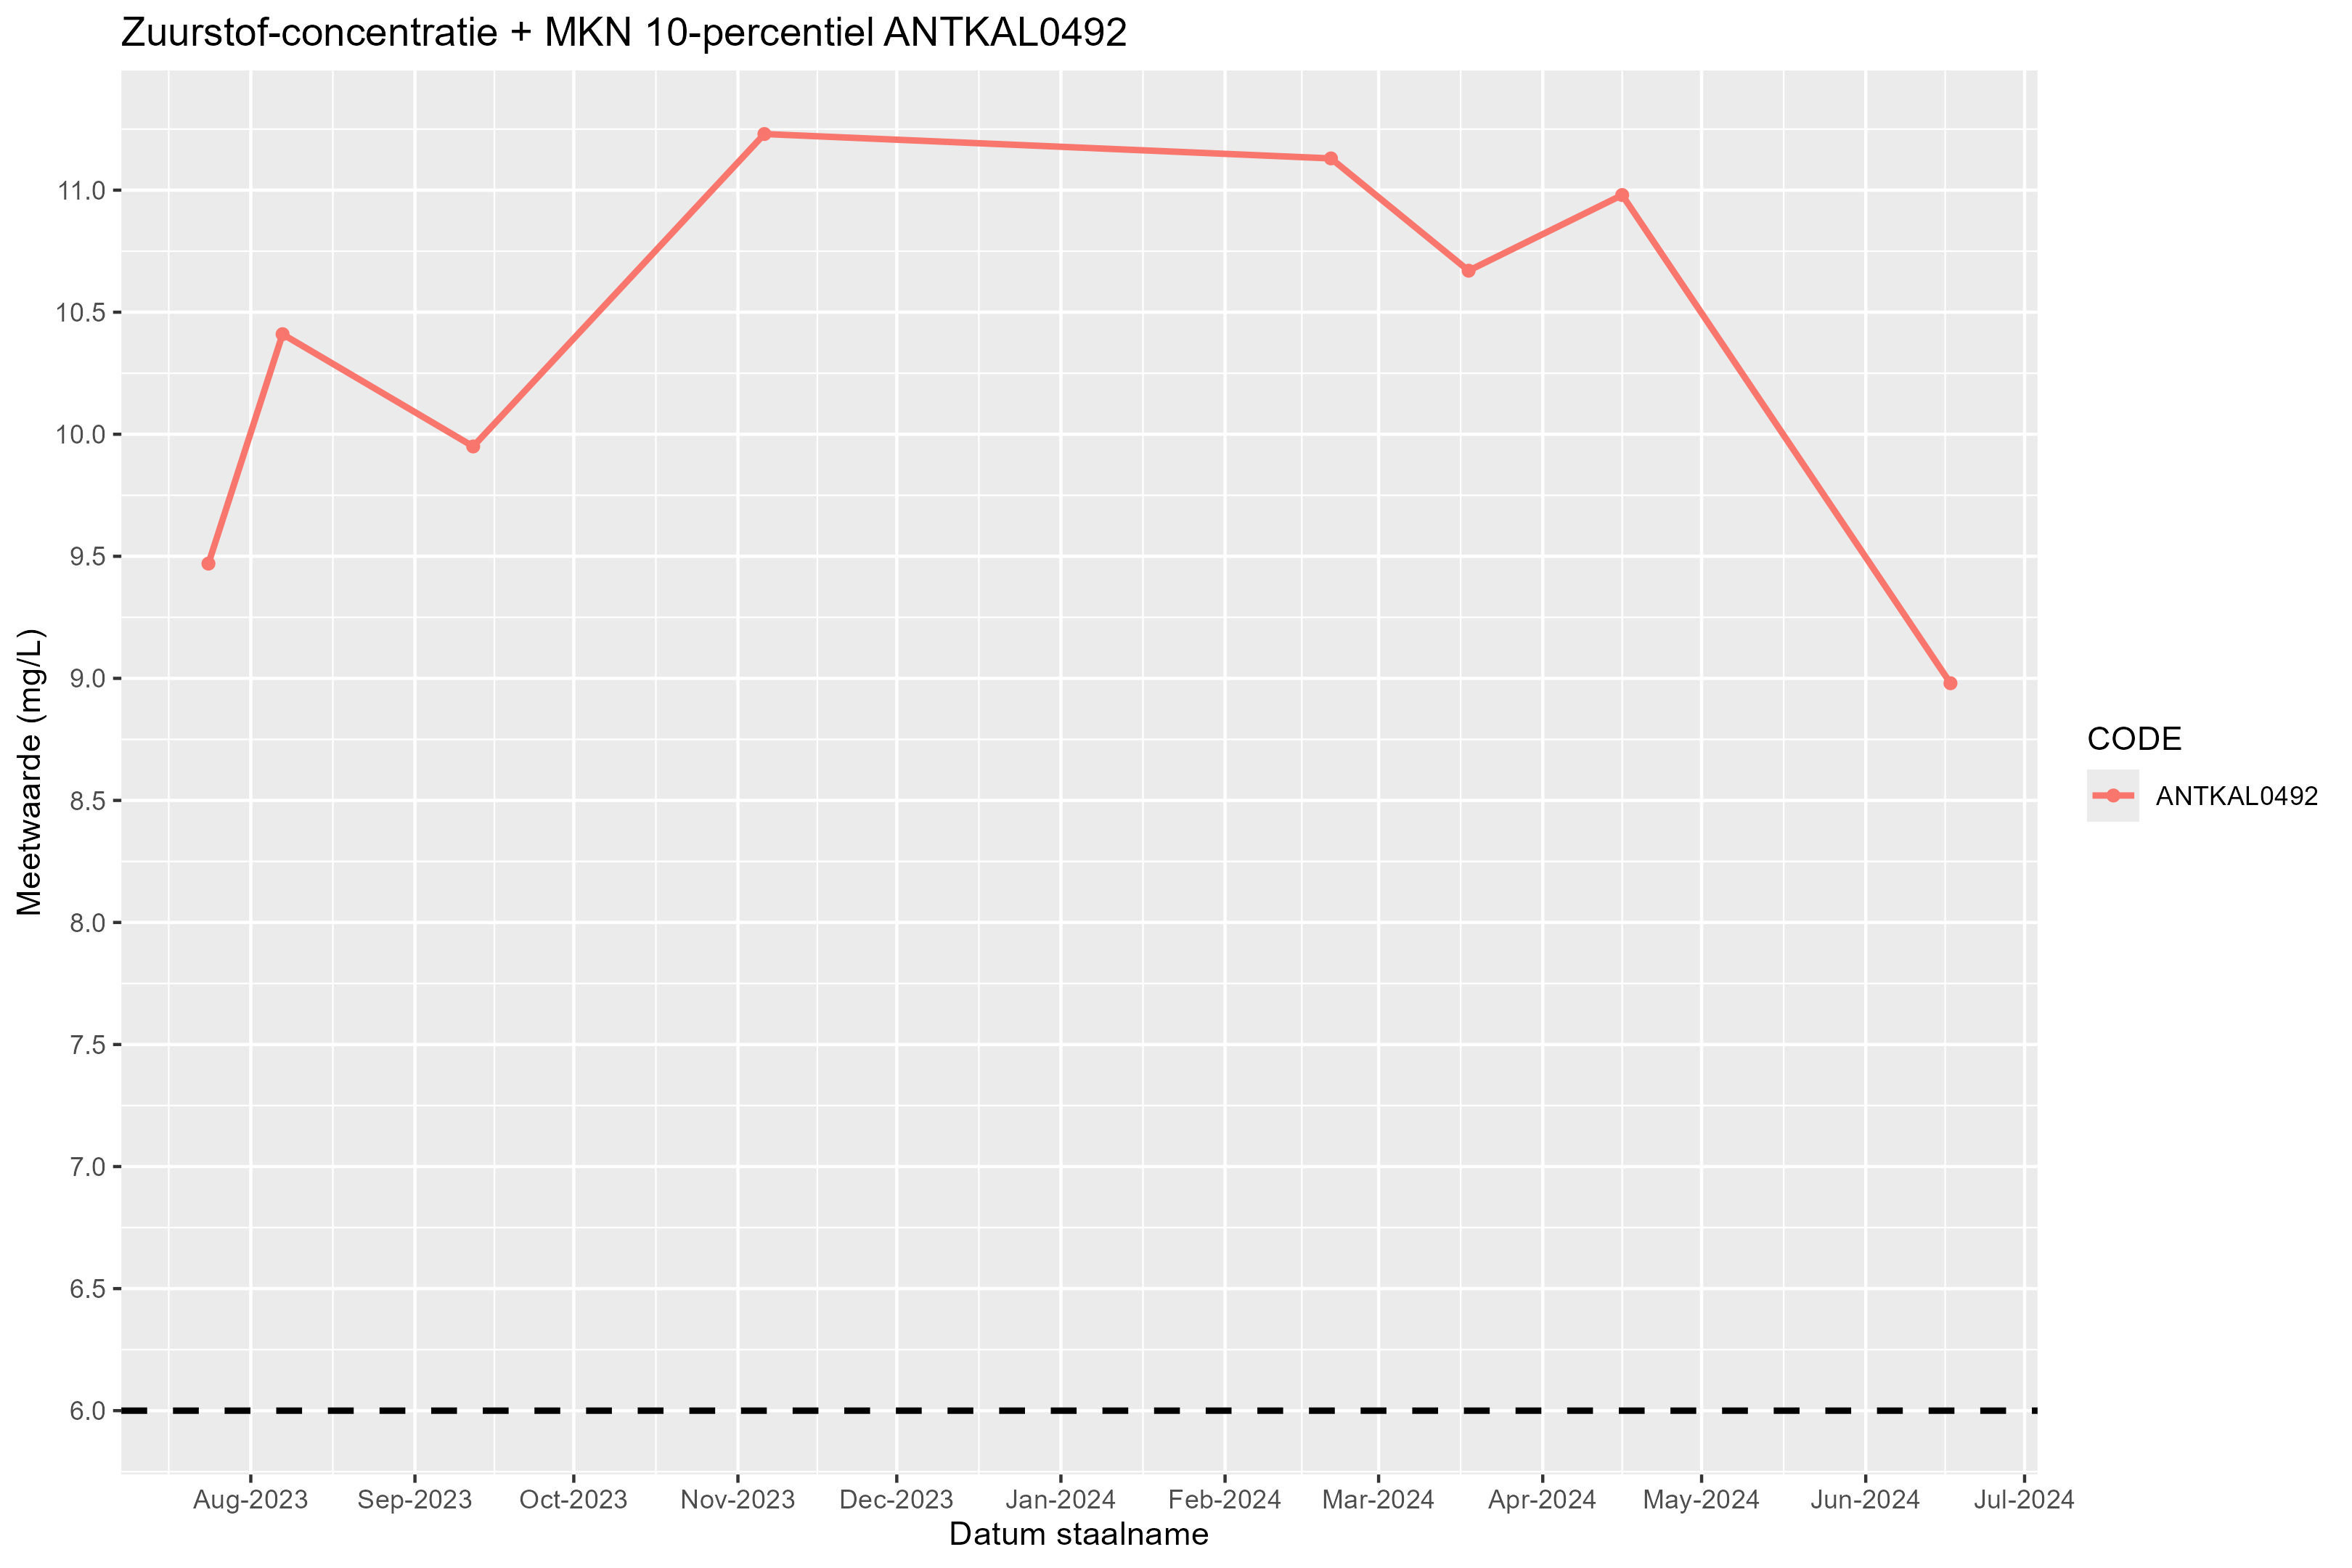 Zuurstof-concentratie + MKN 10-percentiel ANTKAL0492
Meetwaarde (mg/L)
11.0
10.5
10.0
9.5
9.0
8.5
8.0
7.5
7.0
6.5
6.0
Aug-2023 Sep-2023 Oct-2023 Nov-2023 Dec-2023 Jan-2024 Feb-2024 Mar-2024 Apr-2024 May-2024 Jun-2024 Jul-2024
Datum staalname
CODE
ANTKAL0492